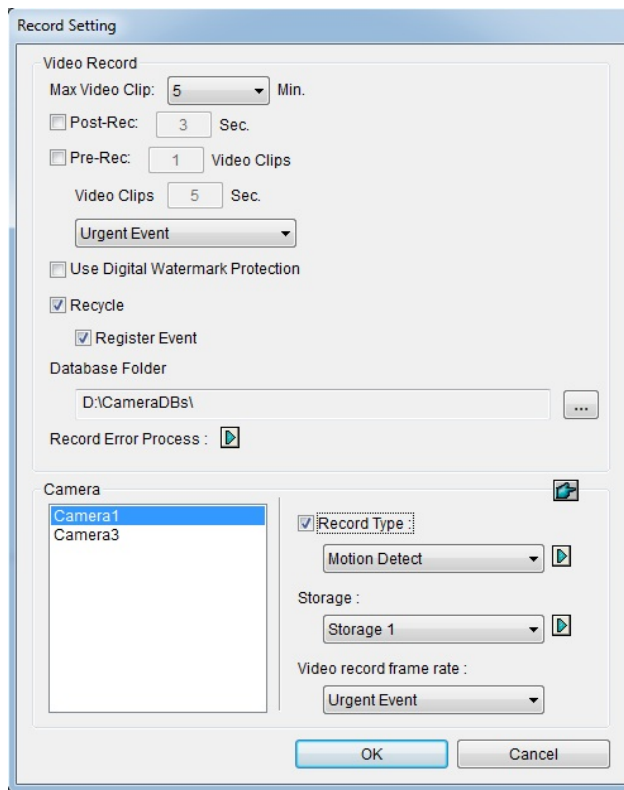 Record Setting
Video Record
Max Video Clip: 5 Min.
Post-Rec: 3 Sec.
Pre-Rec: 1 Video Clips
Video Clips 5 Sec.
Urgent Event
Use Digital Watermark Protection
Recycle
Register Event
Database Folder
D:\CameraDBs\
...
Record Error Process :
Camera
Camera1
Camera3
Record Type :
Motion Detect
Storage :
Storage 1
Video record frame rate :
Urgent Event
OK Cancel